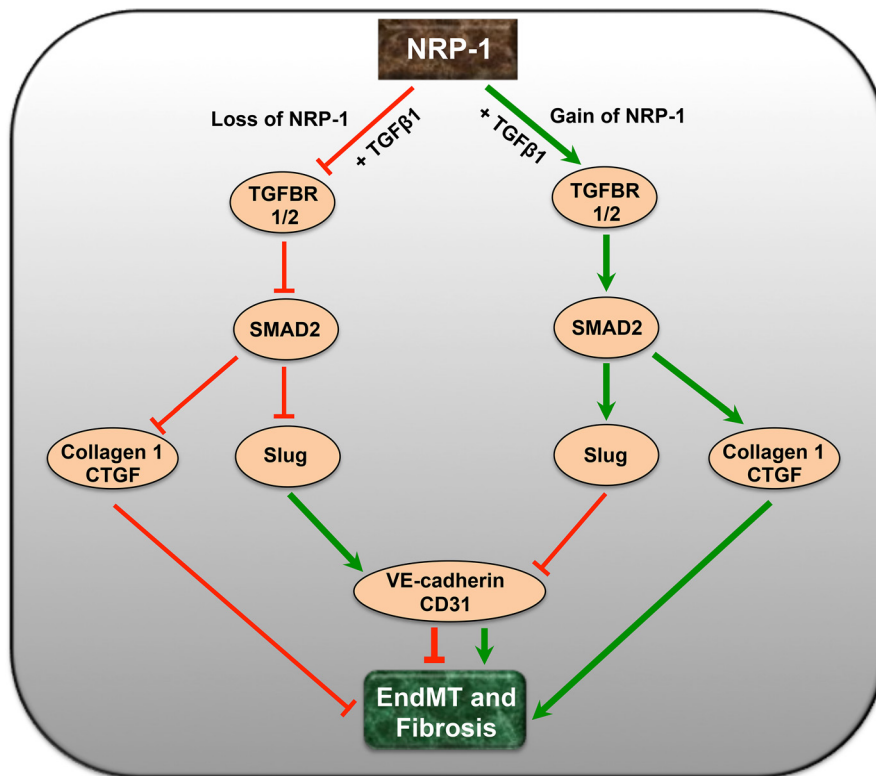 NRP-1
Loss of NRP-1
+ TGFβ1
+ TGFβ1
Gain of NRP-1
TGFBR
1/2
TGFBR
1/2
SMAD2
SMAD2
Collagen 1
CTGF
Slug
Slug
Collagen 1
CTGF
VE-cadherin
CD31
EndMT and
Fibrosis